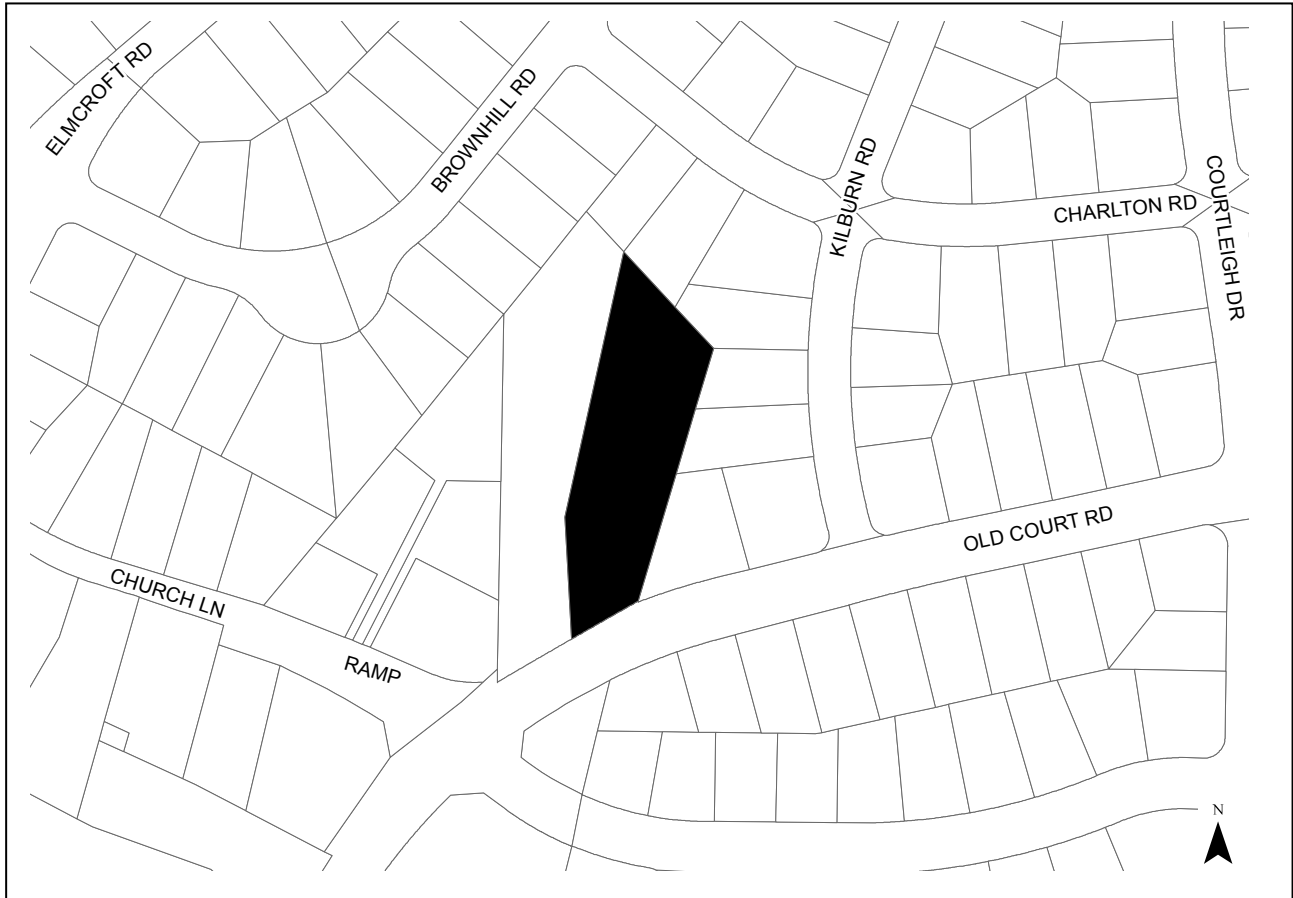 ELMCROFT RD
BROWNHILL RD
KILBURN RD
CHARLTON RD
COURTLEIGH DR
OLD COURT RD
CHURCH LN
RAMP
N